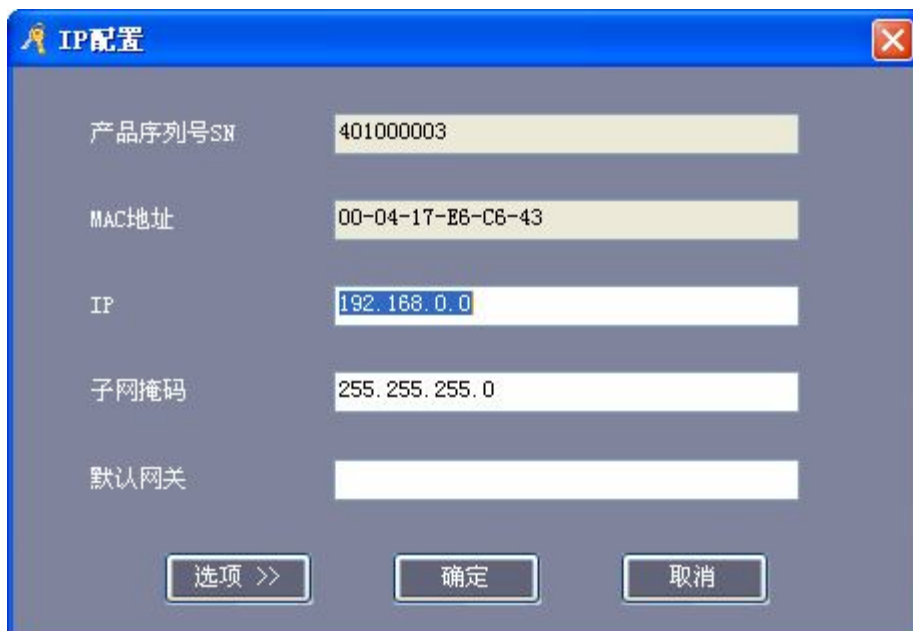 IP配置
产品序列号SN 401000003
MAC地址 00-04-17-E6-C6-43
IP 192.168.0.0
子网掩码 255.255.255.0
默认网关
选项 >> 确定 取消